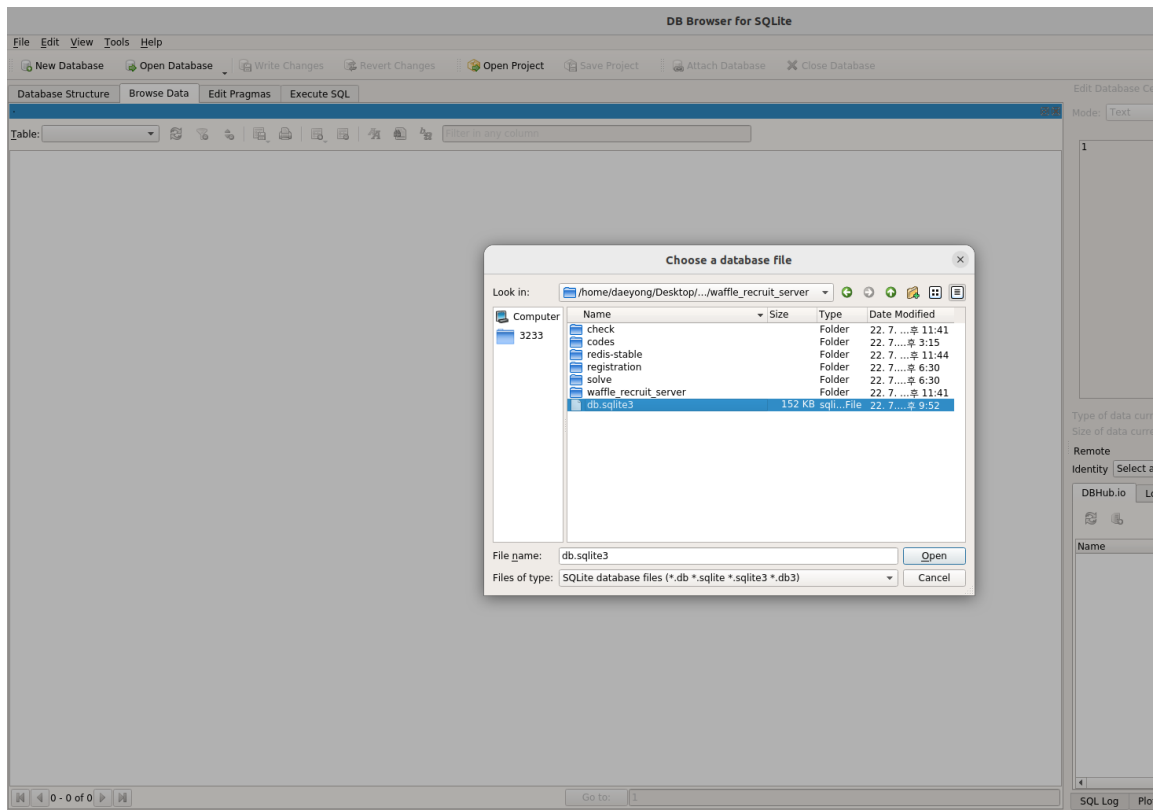 DB Browser for SQLite
File Edit View Tools Help
New Database Open Database Write Changes Revert Changes Open Project Save Project Attach Database Close Database
Database Structure Browse Data Edit Pragmas Execute SQL
Edit Database Ce
Mode: Text
Table: Filter in any column
1
Choose a database file
Look in: /home/daeyong/Desktop/.../waffle_recruit_server
Computer
3233
Name Size Type Date Modified
check Folder 22. 7. ...후 11:41
codes Folder 22. 7....후 3:15
redis-stable Folder 22. 7. ...후 11:44
registration Folder 22. 7....후 6:30
solve Folder 22. 7....후 6:30
waffle_recruit_server Folder 22. 7. ...후 11:41
db.sqlite3 152 KB sqli...File 22. 7....후 9:52
File name: db.sqlite3 Open
Files of type: SQLite database files (*.db *.sqlite *.sqlite3 *.db3) Cancel
Type of data curr
Size of data curre
Remote
Identity Select a
DBHub.io Lo
Name
0 - 0 of 0 Go to: 1
SQL Log Plo